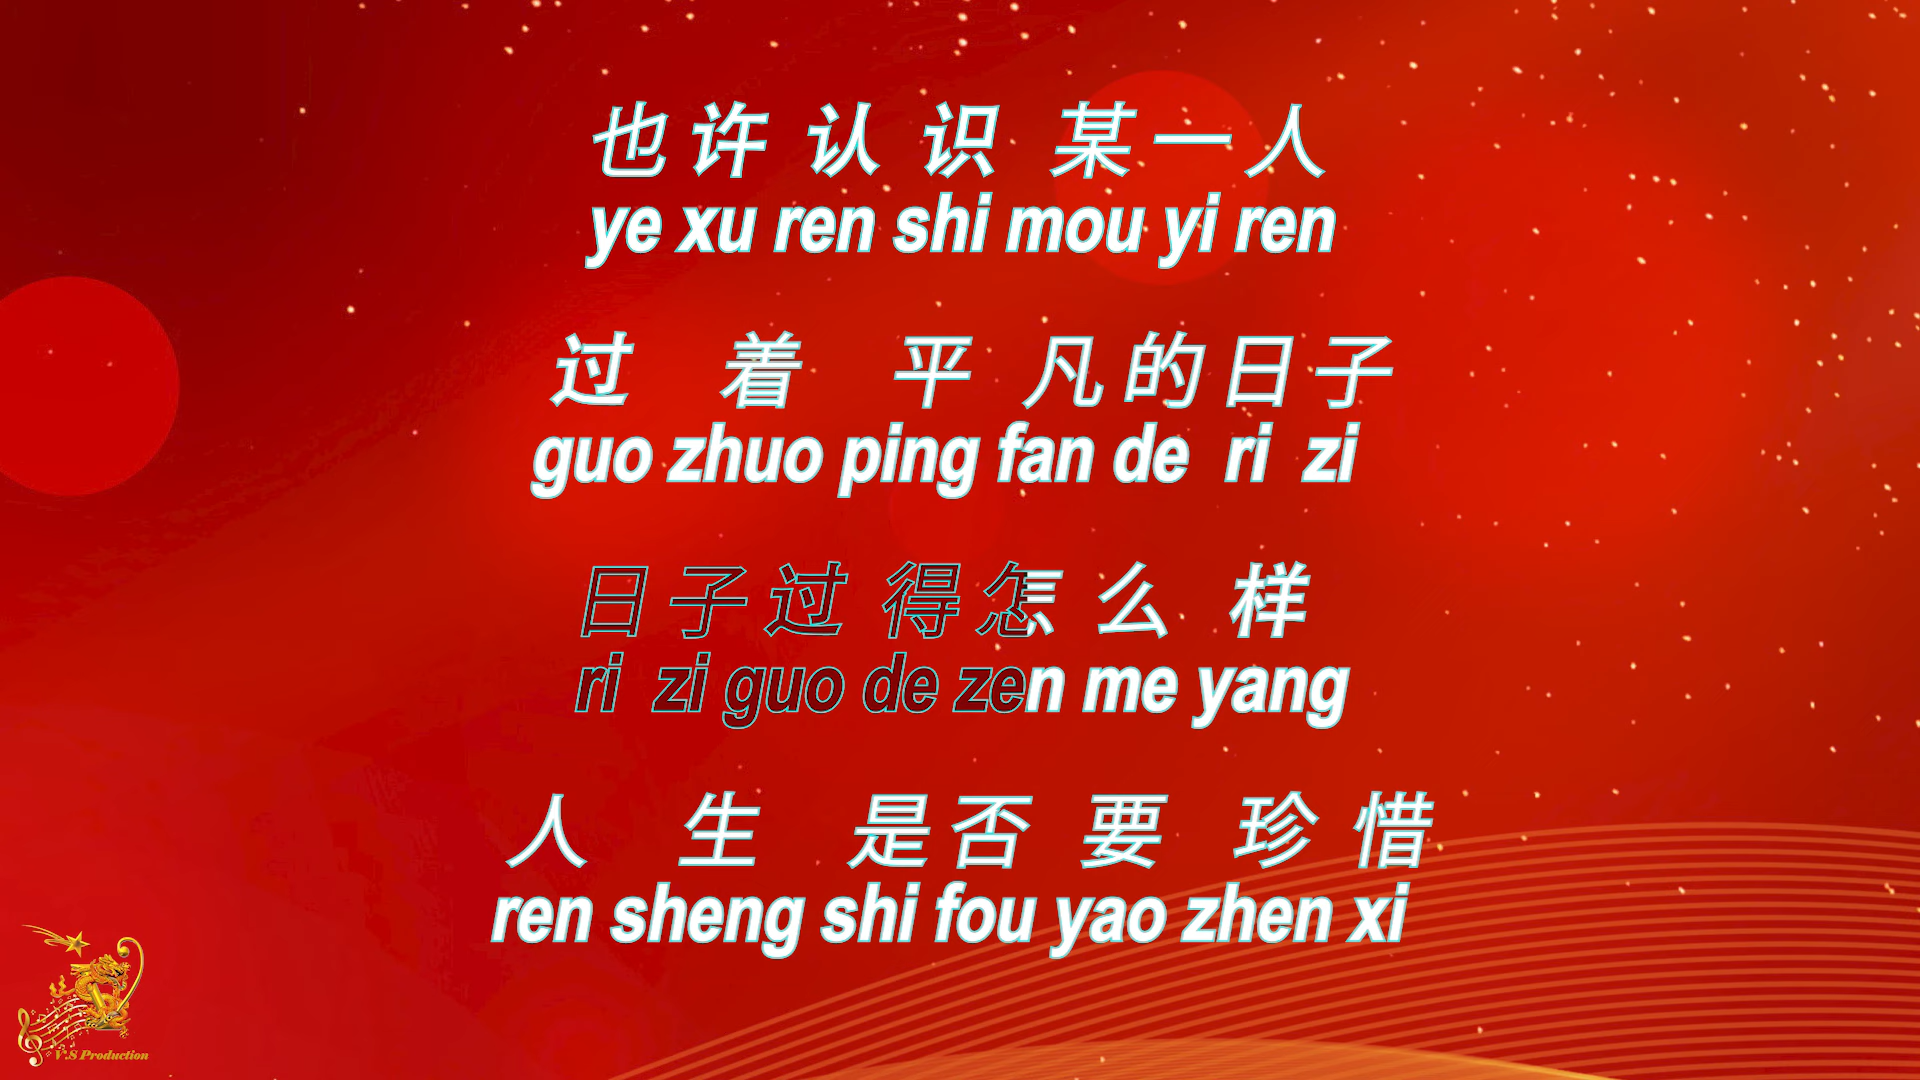 也许认识 某一人
ye xu ren shi mou yi ren
过着平凡的日子
guo zhuo ping fan de ri zi
日子过得怎么样
ri zi guo de zen me yang
人生是否要珍惜
ren sheng shi fou yao zhen xi
V.S Production